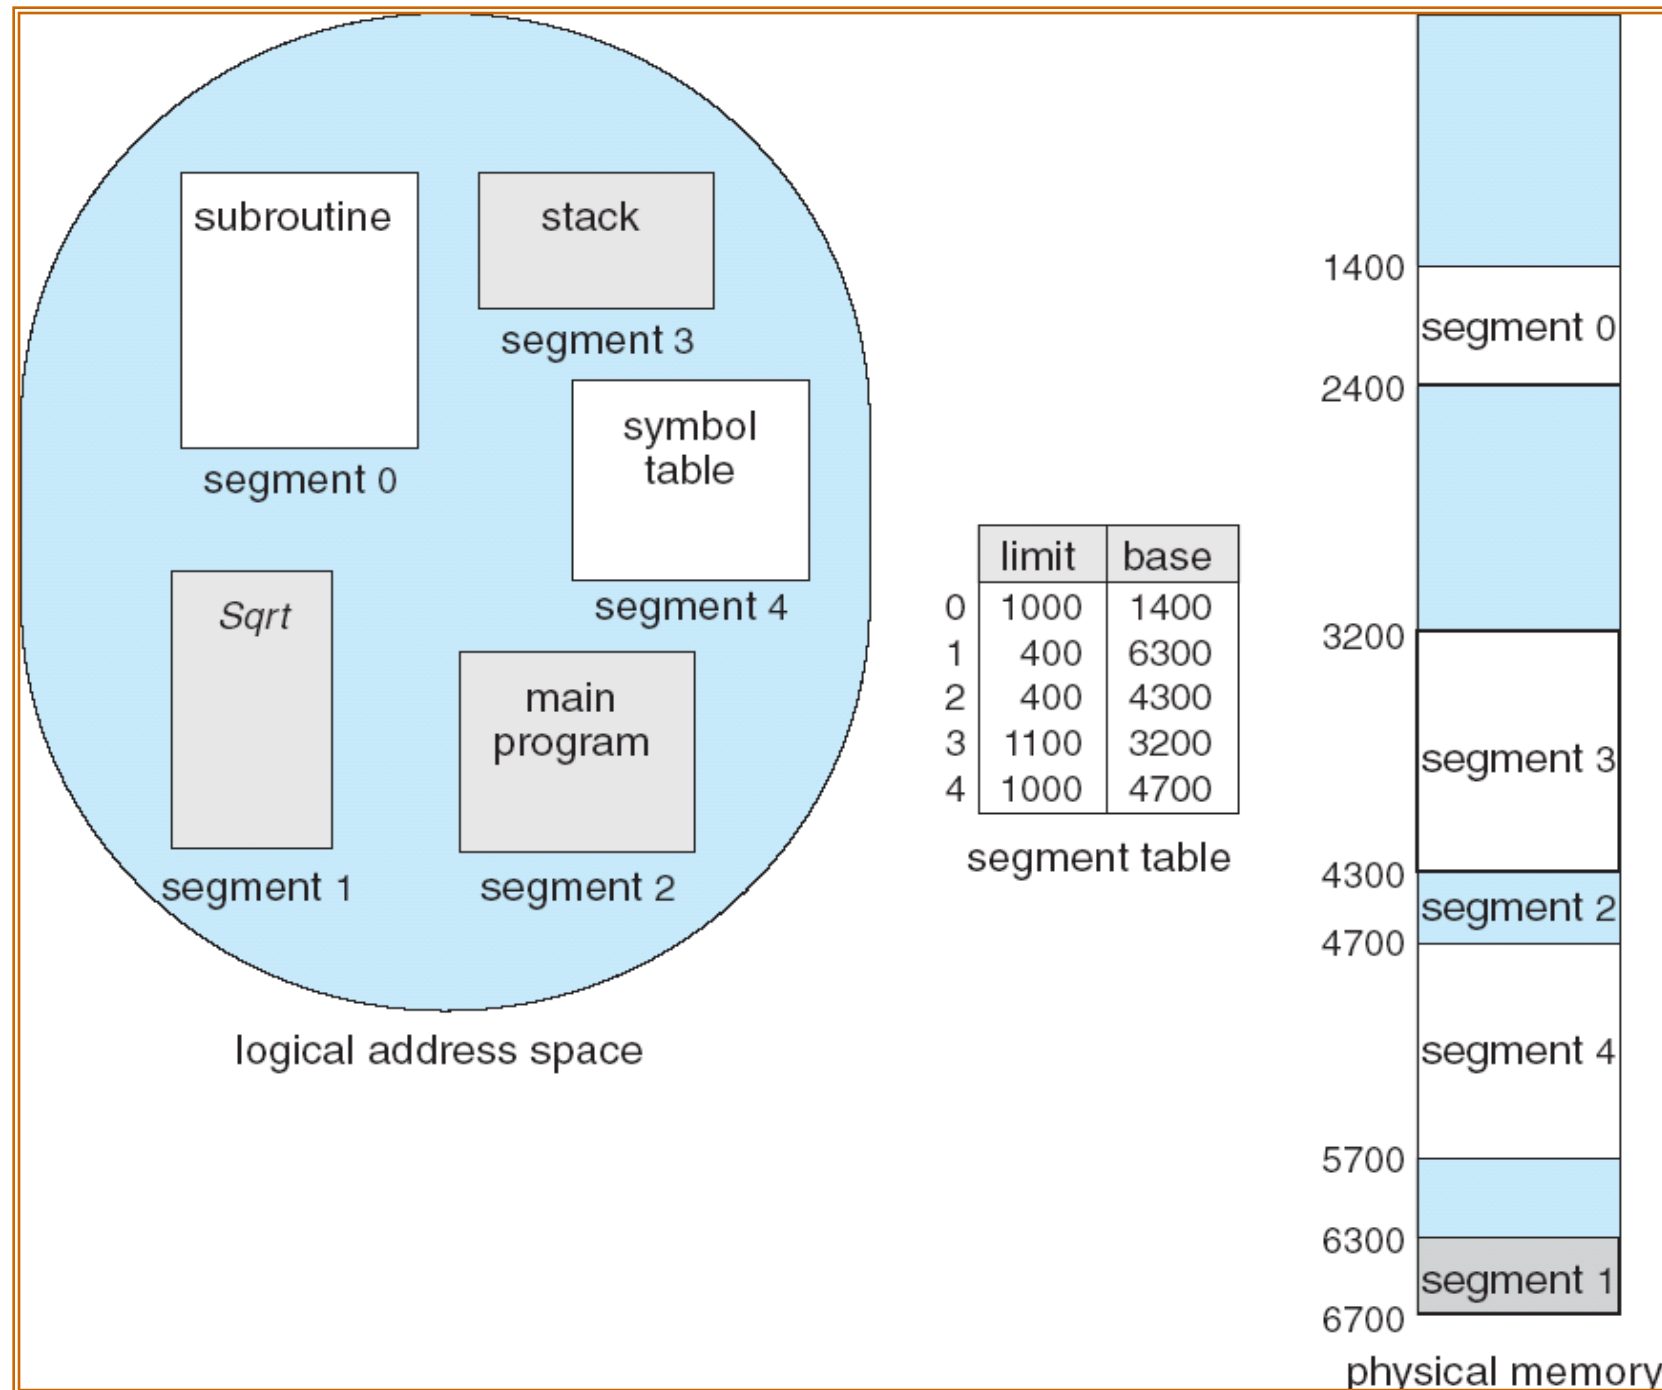 subroutine
segment 0
stack
segment 3
symbol
table
segment 4
Sqrt
segment 1
main
program
segment 2
logical address space
limit base
0 1000 1400
1 400 6300
2 400 4300
3 1100 3200
4 1000 4700
segment table
1400
segment 0
2400
3200
segment 3
4300
segment 2
4700
segment 4
5700
6300
segment 1
6700
physical memory